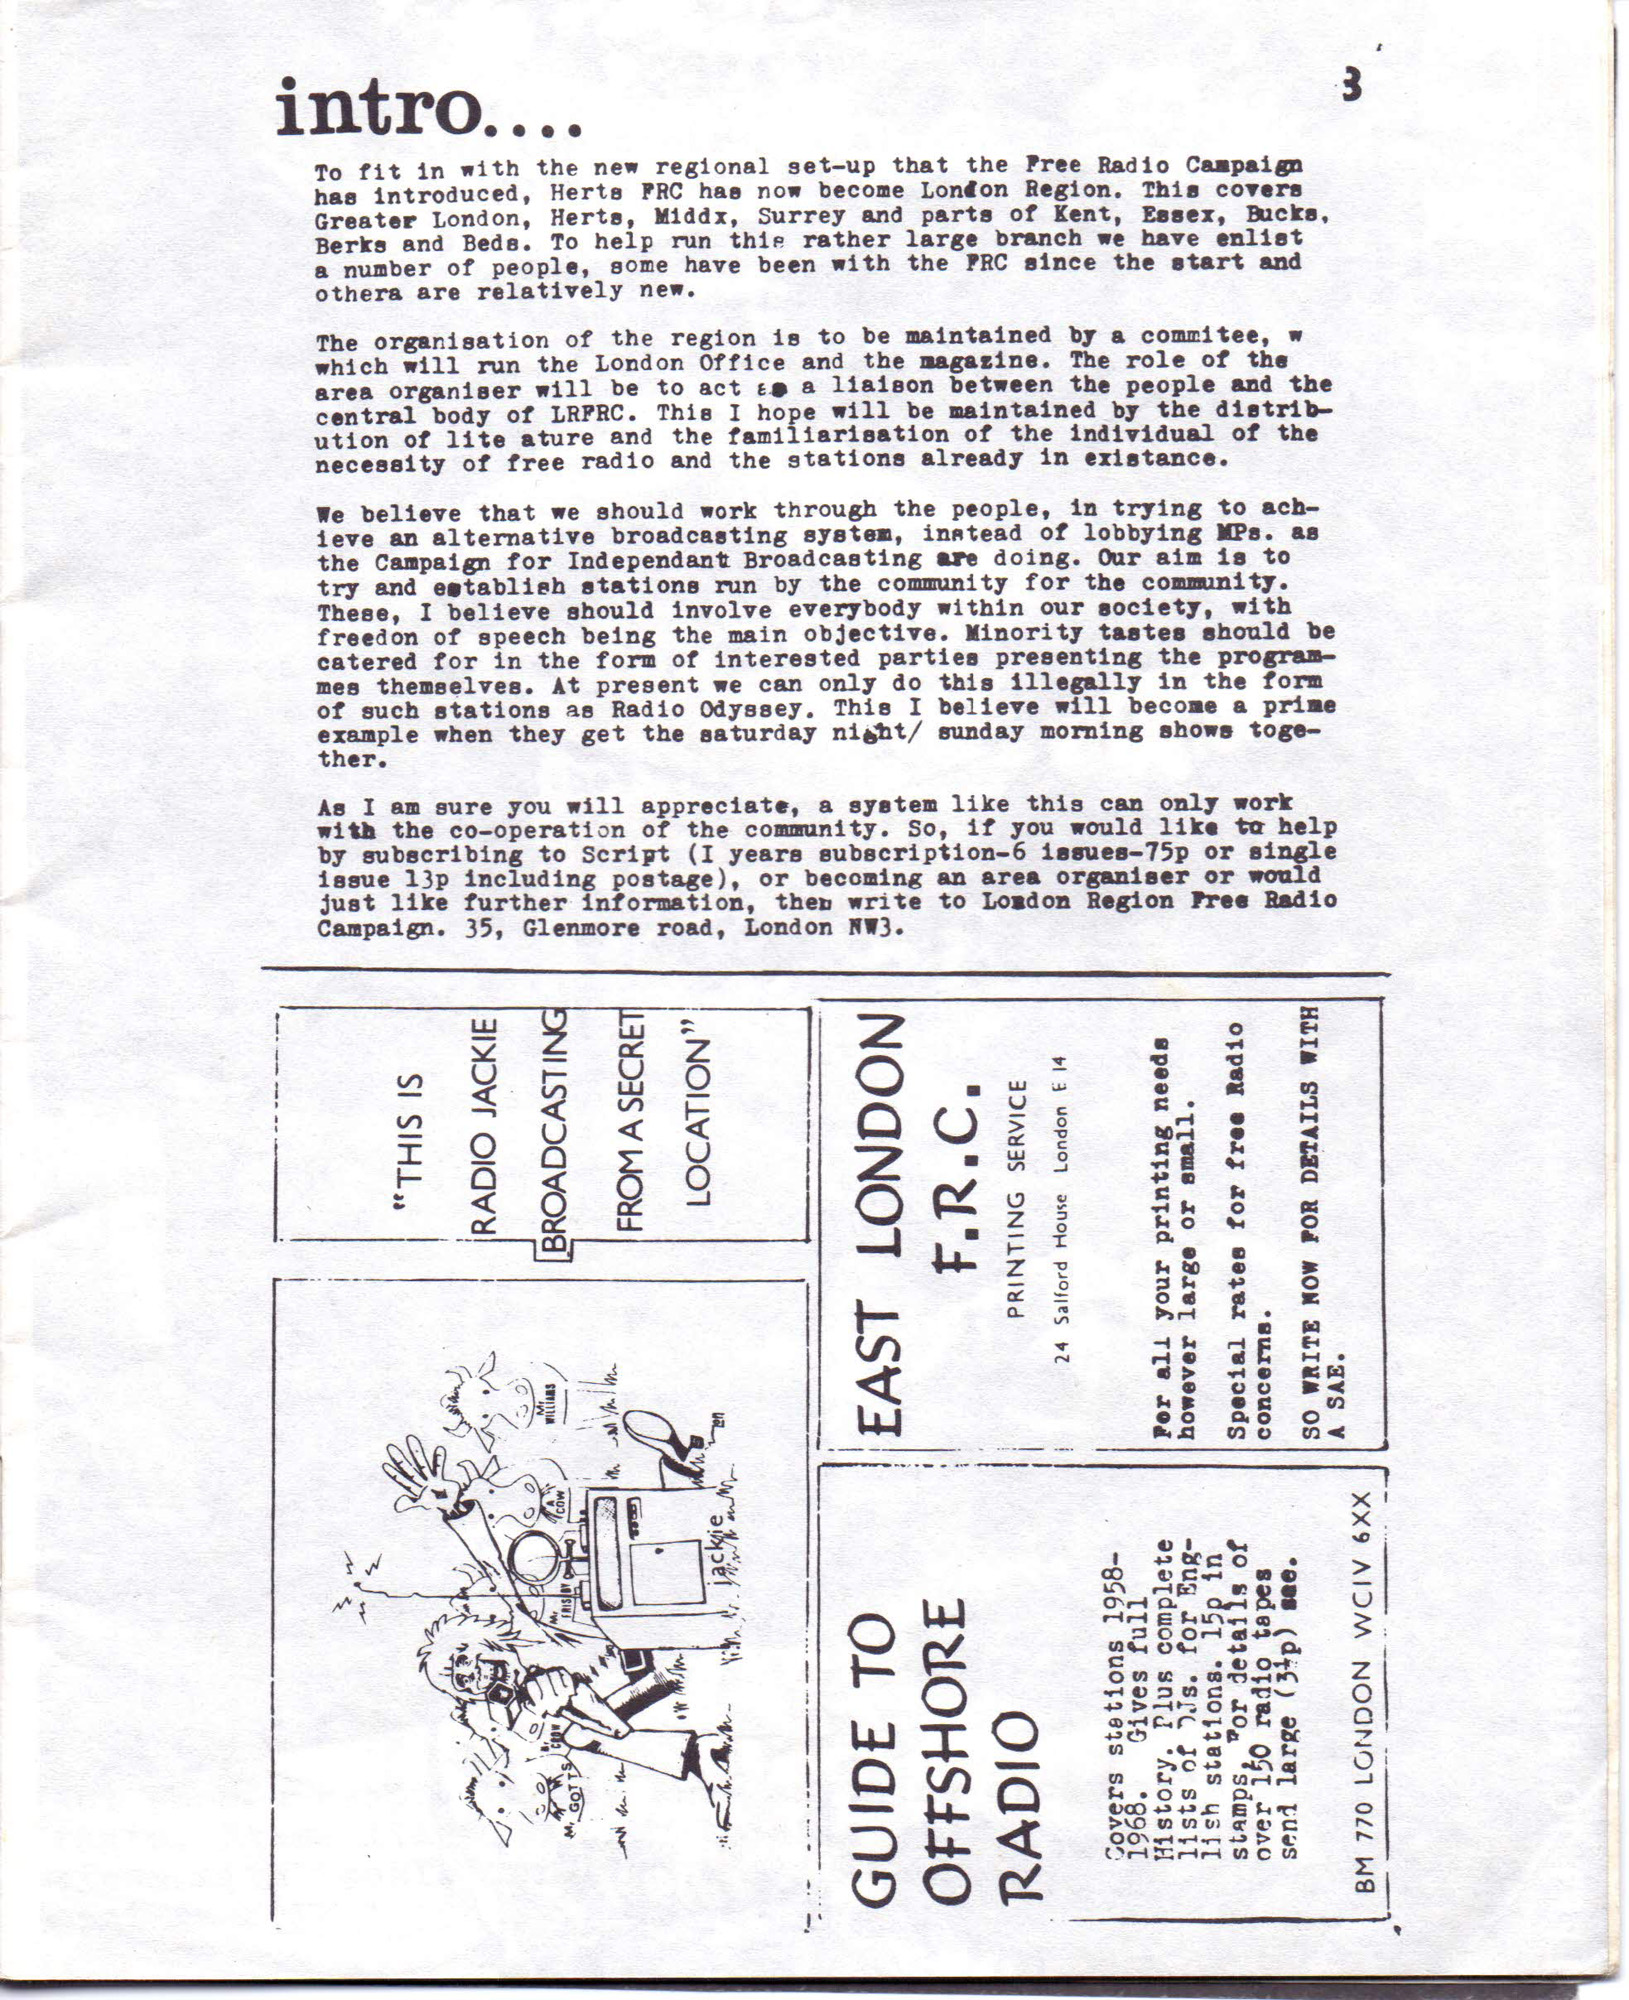 3
intro....
To fit in with the new regional set-up that the Free Radio Campaign
has introduced, Herts FRC has now become London Region. This covers
Greater London, Herts, Middx, Surrey and parts of Kent, Essex, Bucks,
Berks and Beds. To help run this rather large branch we have enlist
a number of people, some have been with the FRC since the start and
othera are relatively new.
The organisation of the region is to be maintained by a commitee, w
which will run the London Office and the magazine. The role of the
area organiser will be to act as a liaison between the people and the
central body of LRFRC. This I hope will be maintained by the distrib-
ution of lite ature and the familiarisation of the individual of the
necessity of free radio and the stations already in existance.
We believe that we should work through the people, in trying to ach-
ieve an alternative broadcasting system, instead of lobbying MPs. as
the Campaign for Independant Broadcasting are doing. Our aim is to
try and establish stations run by the community for the community.
These, I believe should involve everybody within our society, with
freedon of speech being the main objective. Minority tastes should be
catered for in the form of interested parties presenting the program-
mes themselves. At present we can only do this illegally in the form
of such stations as Radio Odyssey. This I believe will become a prime
example when they get the saturday night/ sunday morning shows toge-
ther.
As I am sure you will appreciate, a system like this can only work
with the co-operation of the community. So, if you would like to help
by subscribing to Script (I years subscription-6 issues-75p or single
issue 13p including postage), or becoming an area organiser or would
just like further information, then write to London Region Free Radio
Campaign. 35, Glenmore road, London NW3.
"THIS IS
RADIO JACKIE
BROADCASTING
FROM A SECRET
LOCATION"
Mr WILLIAMS
A COW
Mr FRISBY
Mr COOW
Mr GOTTS
jackie
EAST LONDON
F.R.C.
PRINTING SERVICE
24 Salford House London E 14
For all your printing needs
however large or small.
Special rates for free Radio
concerns.
SO WRITE NOW FOR DETAILS WITH
A SAE.
GUIDE TO
OFFSHORE
RADIO
Covers stations 1958-
1968. Gives full
History. Plus complete
lists of DJs. for Eng-
lish stations. 15p in
stamps. For details of
over 150 radio tapes
send large (3½p) sae.
BM 770 LONDON WCIV 6XX